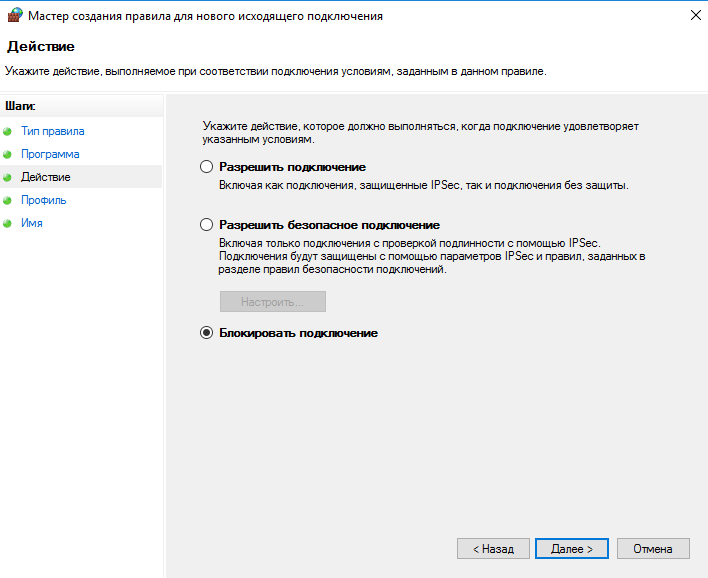 Мастер создания правила для нового исходящего подключения
Действие
Укажите действие, выполняемое при соответствии подключения условиям, заданным в данном правиле.
Шаги:
Тип правила
Программа
Действие
Профиль
Имя
Укажите действие, которое должно выполняться, когда подключение удовлетворяет
указанным условиям.
Разрешить подключение
Включая как подключения, защищенные IPSec, так и подключения без защиты.
Разрешить безопасное подключение
Включая только подключения с проверкой подлинности с помощью IPSec.
Подключения будут защищены с помощью параметров IPSec и правил, заданных в
разделе правил безопасности подключений.
Настроить...
Блокировать подключение
< Назад
Далее >
Отмена